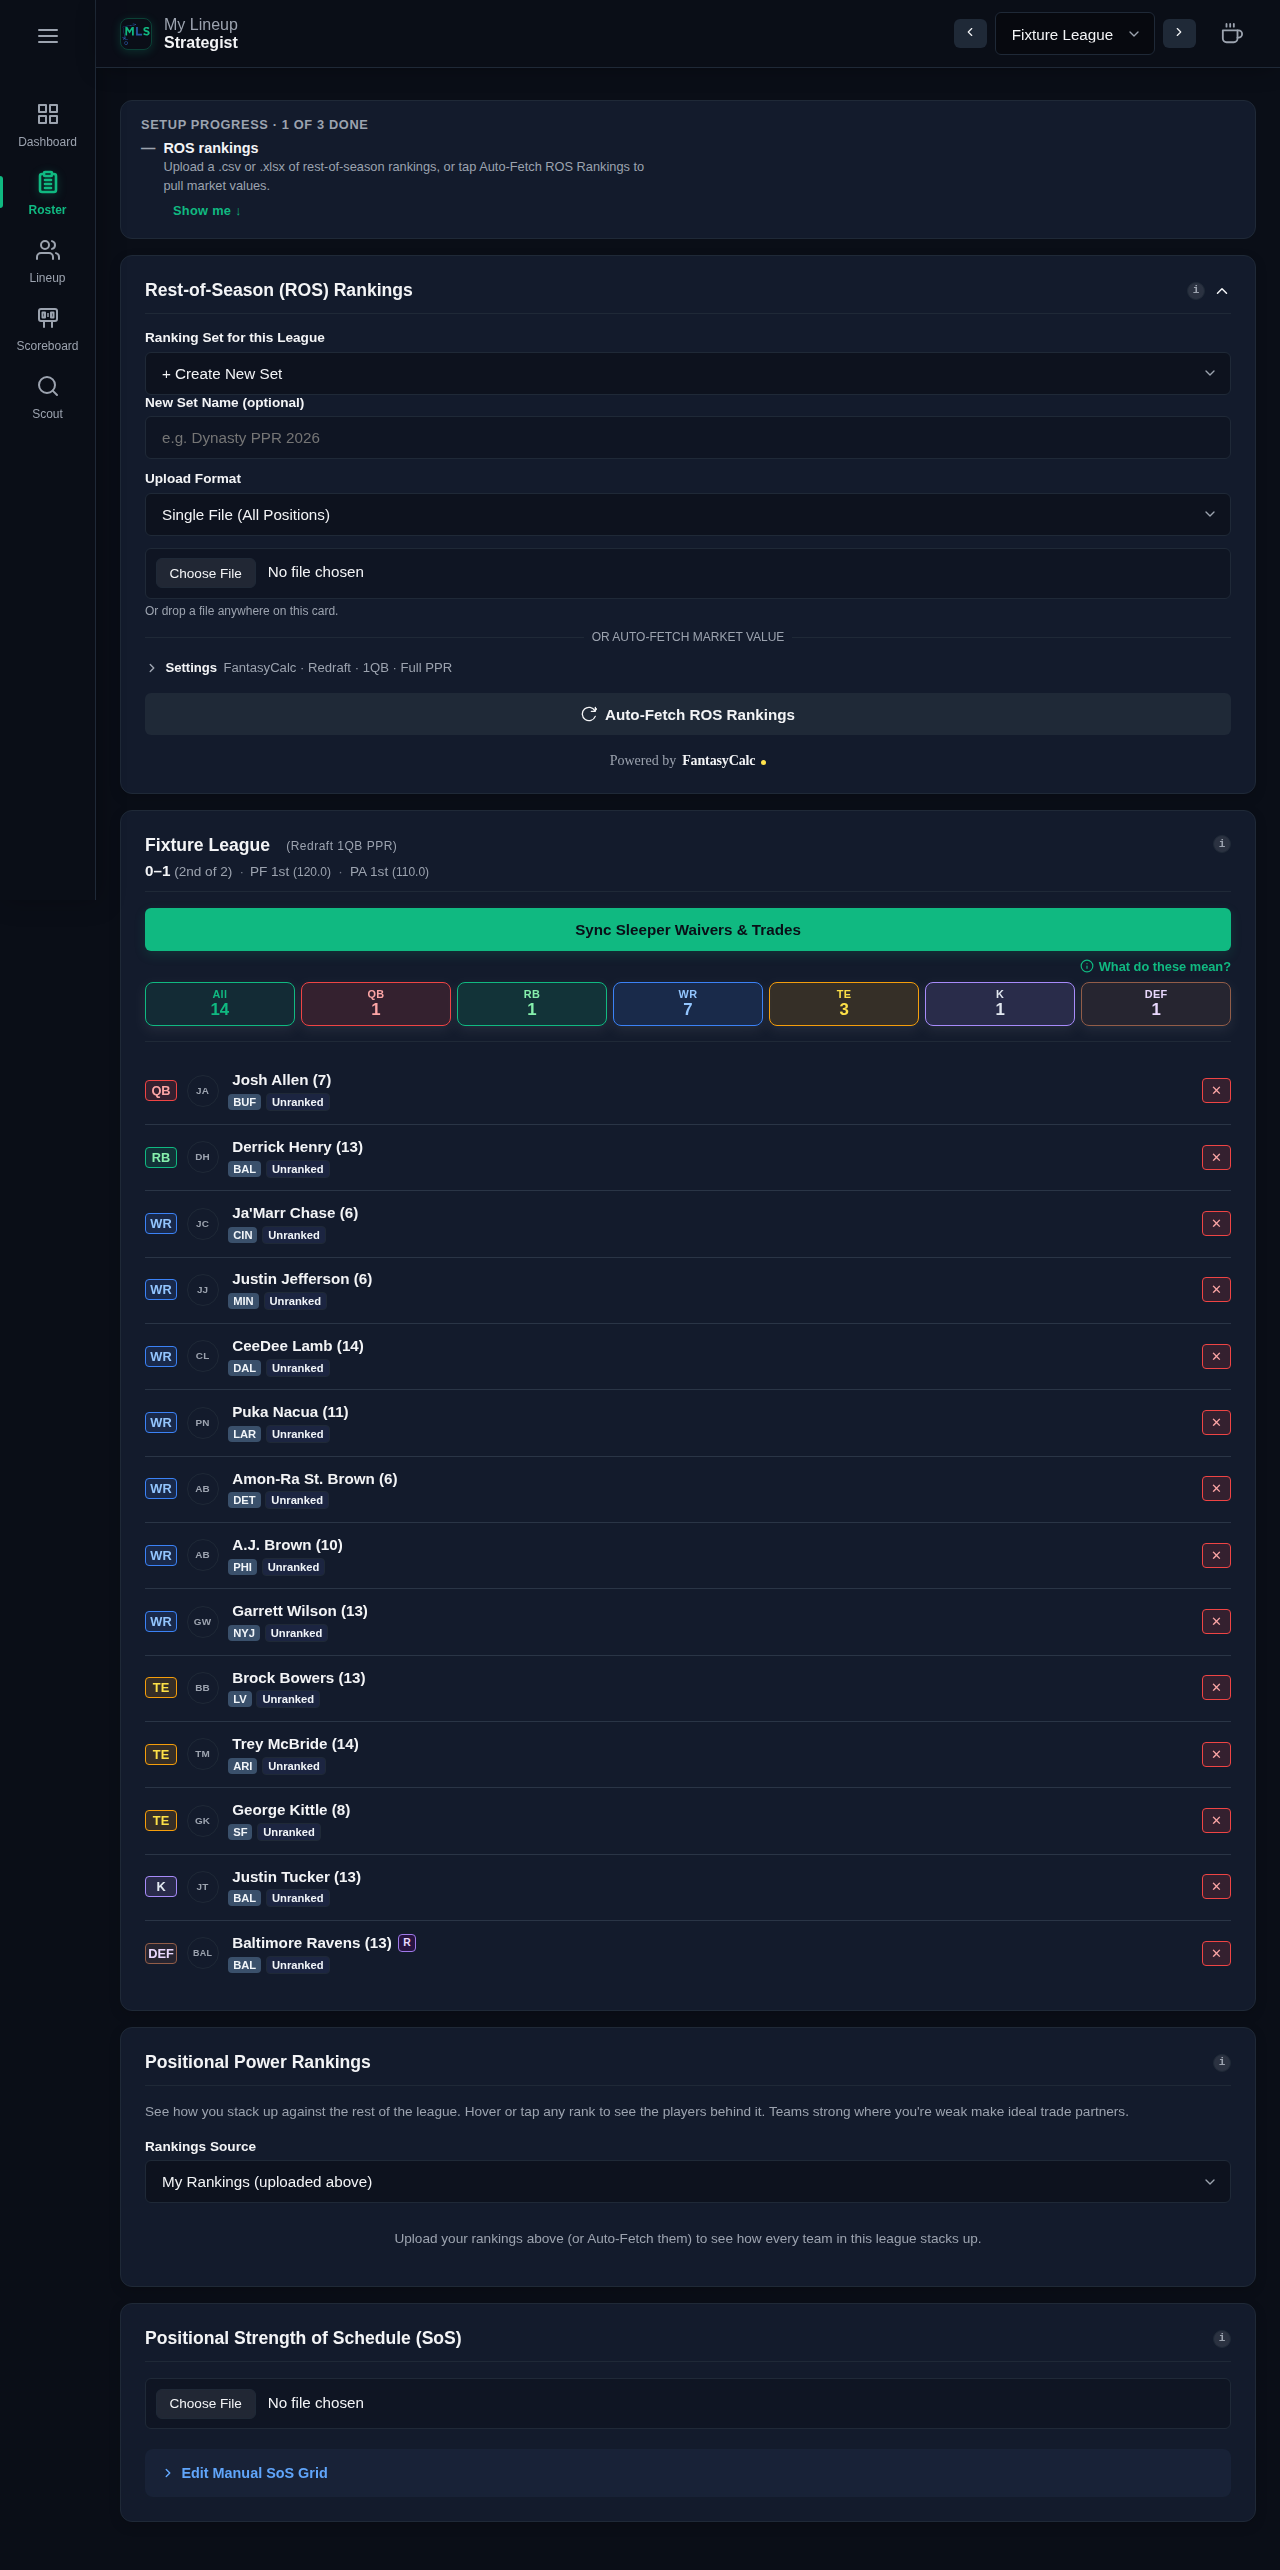 MLS
My Lineup
Strategist
Fixture League
Dashboard
Roster
Lineup
Scoreboard
Scout
SETUP PROGRESS · 1 OF 3 DONE
— ROS rankings
Upload a .csv or .xlsx of rest-of-season rankings, or tap Auto-Fetch ROS Rankings to
pull market values.
Show me ↓
Rest-of-Season (ROS) Rankings
i
Ranking Set for this League
+ Create New Set
New Set Name (optional)
e.g. Dynasty PPR 2026
Upload Format
Single File (All Positions)
Choose File No file chosen
Or drop a file anywhere on this card.
OR AUTO-FETCH MARKET VALUE
Settings FantasyCalc · Redraft · 1QB · Full PPR
Auto-Fetch ROS Rankings
Powered by FantasyCalc
Fixture League (Redraft 1QB PPR)
i
0–1 (2nd of 2) · PF 1st (120.0) · PA 1st (110.0)
Sync Sleeper Waivers & Trades
What do these mean?
All QB RB WR TE K DEF
14 1 1 7 3 1 1
QB JA Josh Allen (7) ✕
BUF Unranked
RB DH Derrick Henry (13) ✕
BAL Unranked
WR JC Ja'Marr Chase (6) ✕
CIN Unranked
WR JJ Justin Jefferson (6) ✕
MIN Unranked
WR CL CeeDee Lamb (14) ✕
DAL Unranked
WR PN Puka Nacua (11) ✕
LAR Unranked
WR AB Amon-Ra St. Brown (6) ✕
DET Unranked
WR AB A.J. Brown (10) ✕
PHI Unranked
WR GW Garrett Wilson (13) ✕
NYJ Unranked
TE BB Brock Bowers (13) ✕
LV Unranked
TE TM Trey McBride (14) ✕
ARI Unranked
TE GK George Kittle (8) ✕
SF Unranked
K JT Justin Tucker (13) ✕
BAL Unranked
DEF BAL Baltimore Ravens (13) R ✕
BAL Unranked
Positional Power Rankings
i
See how you stack up against the rest of the league. Hover or tap any rank to see the players behind it. Teams strong where you're weak make ideal trade partners.
Rankings Source
My Rankings (uploaded above)
Upload your rankings above (or Auto-Fetch them) to see how every team in this league stacks up.
Positional Strength of Schedule (SoS)
i
Choose File No file chosen
Edit Manual SoS Grid